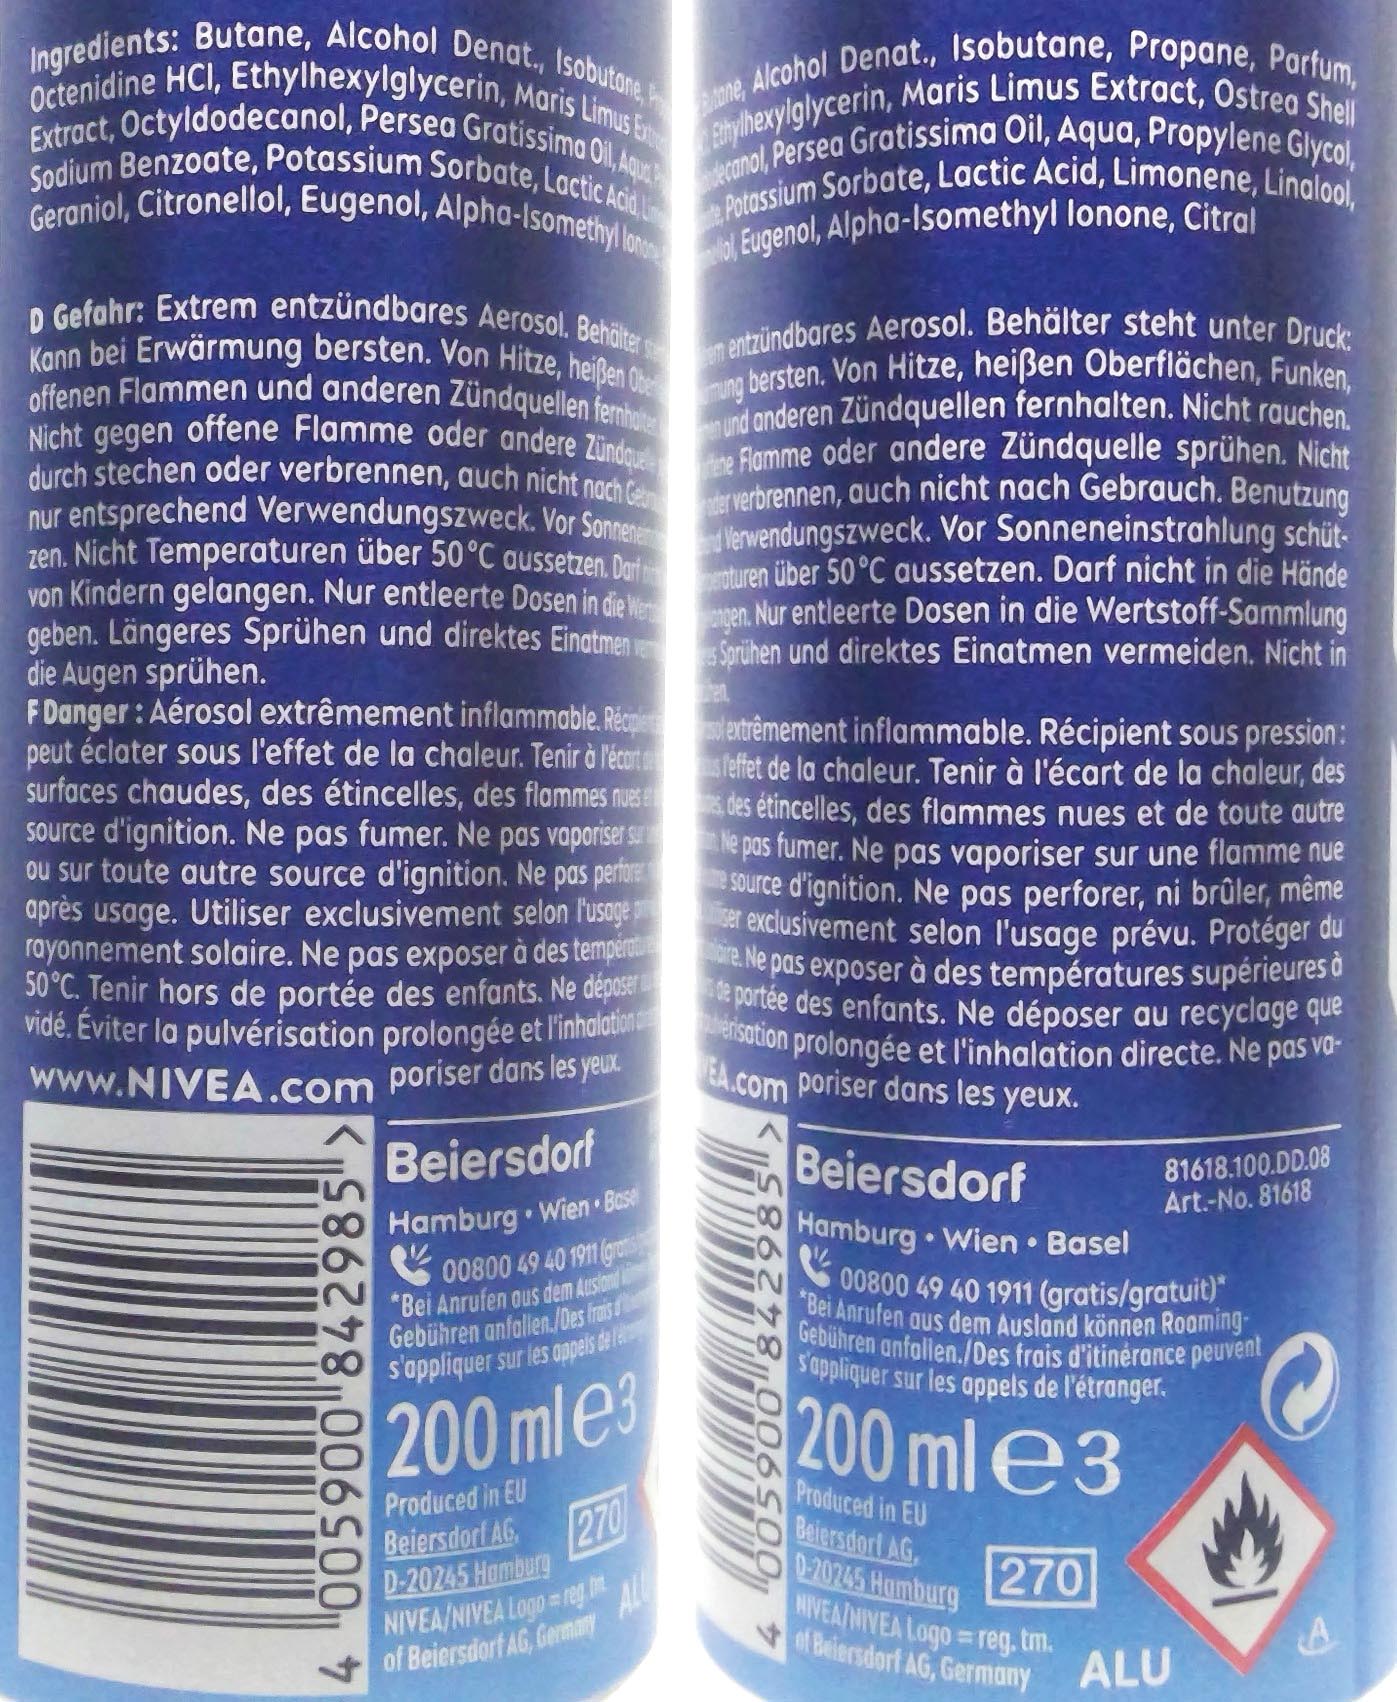 Ingredients: Butane, Alcohol Denat., Isobutane,
Octenidine HCl, Ethylhexylglycerin, Maris Limus
Extract, Octyldodecanol, Persea Gratissima Oil, Aqua,
Sodium Benzoate, Potassium Sorbate, Lactic Acid,
Geraniol, Citronellol, Eugenol, Alpha-Isomethyl
D Gefahr: Extrem entzündbares Aerosol. Behälter
Kann bei Erwärmung bersten. Von Hitze, heißen
offenen Flammen und anderen Zündquellen
Nicht gegen offene Flamme oder andere
durch stechen oder verbrennen, auch nicht nach
nur entsprechend Verwendungszweck. Vor
zen. Nicht Temperaturen über 50°C aussetzen. Darf
von Kindern gelangen. Nur entleerte Dosen in die
geben. Längeres Sprühen und direktes Einatmen
die Augen sprühen.
F Danger : Aérosol extrêmement inflammable.
peut éclater sous l'effet de la chaleur. Tenir à l'écart
surfaces chaudes, des étincelles, des flammes nues
source d'ignition. Ne pas fumer. Ne pas vaporiser sur
ou sur toute autre source d'ignition. Ne pas
après usage. Utiliser exclusivement selon l'usage
rayonnement solaire. Ne pas exposer à des
50°C. Tenir hors de portée des enfants. Ne déposer
vidé. Éviter la pulvérisation prolongée et l'inhalation
www.NIVEA.com poriser dans les yeux.
4 005900 842985 >
Beiersdorf
Hamburg • Wien • Basel
00800 49 40 1911
*Bei Anrufen aus dem Ausland
Gebühren anfallen./Des frais
s'appliquer sur les appels de
200 ml e 3
Produced in EU
Beiersdorf AG,
D-20245 Hamburg
270
NIVEA/NIVEA Logo = reg. tm.
of Beiersdorf AG, Germany
Alcohol Denat., Isobutane, Propane, Parfum,
Ethylhexylglycerin, Maris Limus Extract, Ostrea Shell
Persea Gratissima Oil, Aqua, Propylene Glycol,
Potassium Sorbate, Lactic Acid, Limonene, Linalool,
Eugenol, Alpha-Isomethyl Ionone, Citral
entzündbares Aerosol. Behälter steht unter Druck:
bersten. Von Hitze, heißen Oberflächen, Funken,
und anderen Zündquellen fernhalten. Nicht rauchen.
Flamme oder andere Zündquelle sprühen. Nicht
verbrennen, auch nicht nach Gebrauch. Benutzung
Verwendungszweck. Vor Sonneneinstrahlung schüt-
über 50°C aussetzen. Darf nicht in die Hände
Nur entleerte Dosen in die Wertstoff-Sammlung
Sprühen und direktes Einatmen vermeiden. Nicht in
extrêmement inflammable. Récipient sous pression :
l'effet de la chaleur. Tenir à l'écart de la chaleur, des
des étincelles, des flammes nues et de toute autre
Ne pas fumer. Ne pas vaporiser sur une flamme nue
source d'ignition. Ne pas perforer, ni brûler, même
exclusivement selon l'usage prévu. Protéger du
Ne pas exposer à des températures supérieures à
de portée des enfants. Ne déposer au recyclage que
prolongée et l'inhalation directe. Ne pas va-
poriser dans les yeux.
4 005900 842985 >
Beiersdorf
81618.100.DD.08
Art.-No. 81618
Hamburg • Wien • Basel
00800 49 40 1911 (gratis/gratuit)*
*Bei Anrufen aus dem Ausland können Roaming-
Gebühren anfallen./Des frais d'itinérance peuvent
s'appliquer sur les appels de l'étranger.
200 ml e 3
Produced in EU
Beiersdorf AG,
D-20245 Hamburg
270
NIVEA/NIVEA Logo = reg. tm.
of Beiersdorf AG, Germany
ALU